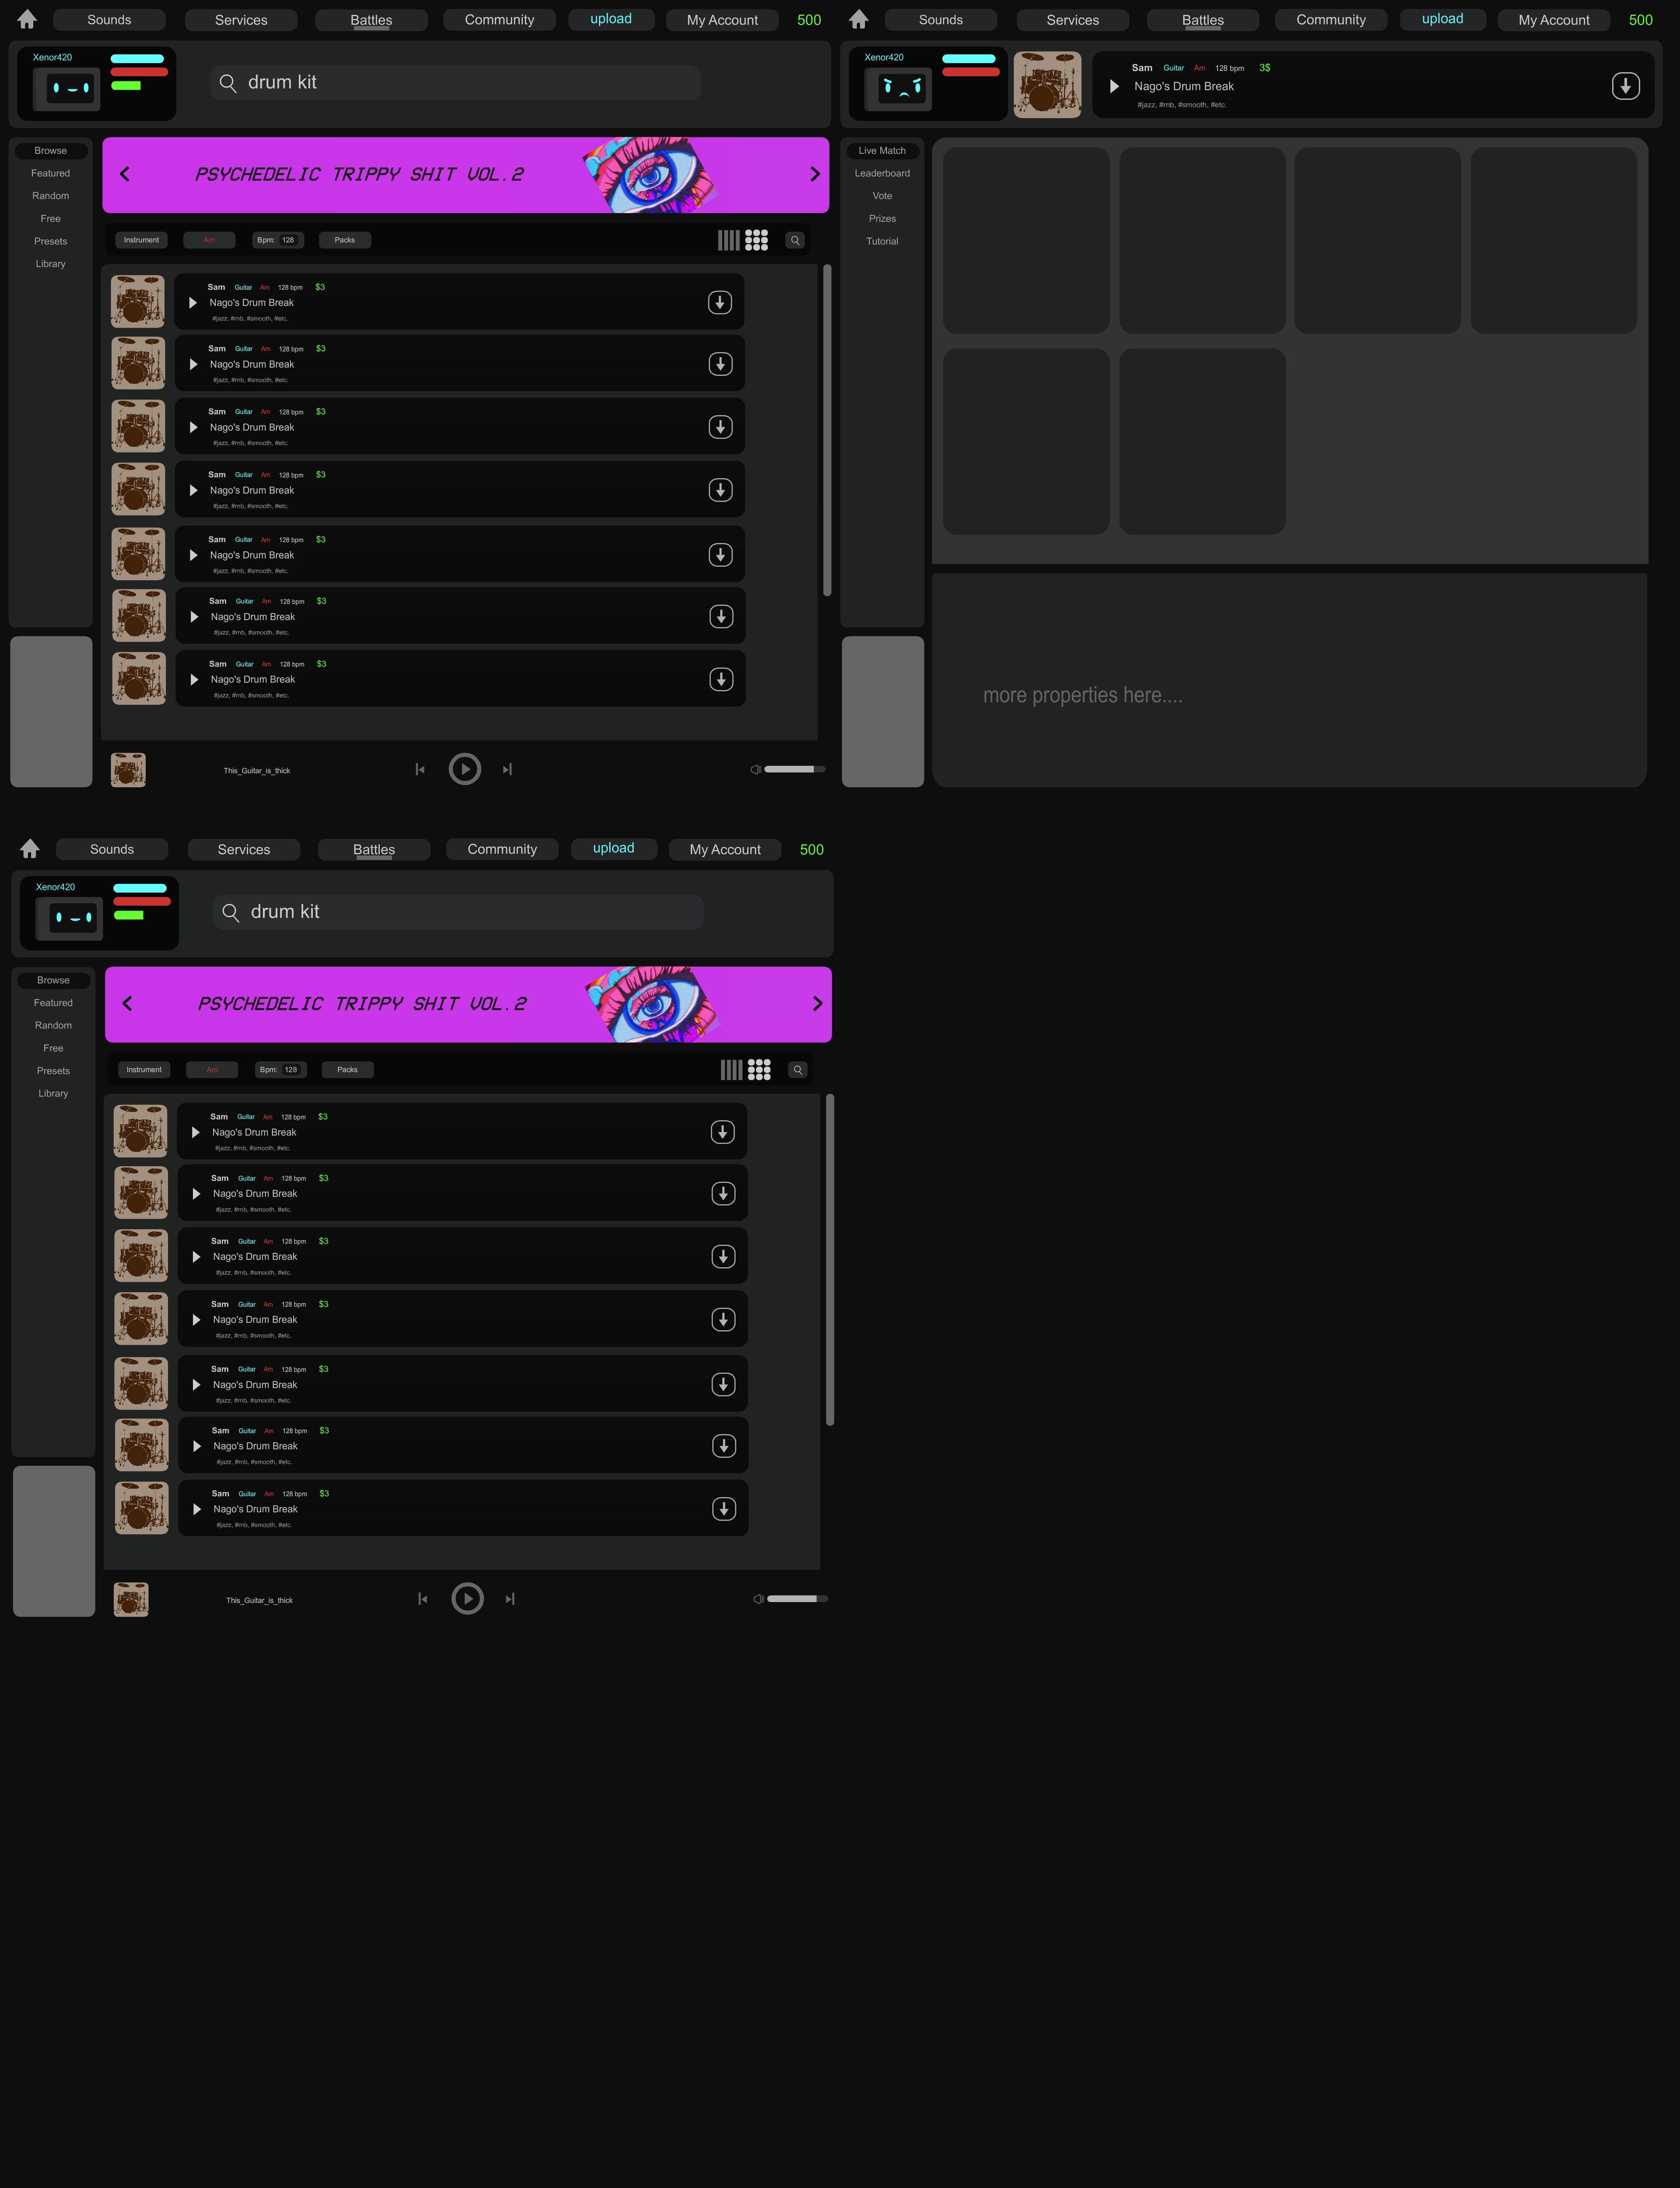 Sounds Services Battles Community upload My Account 500
Xenor420
drum kit
Browse
Featured
Random
Free
Presets
Library
PSYCHEDELIC TRIPPY SHIT VOL.2
Instrument Am Bpm: 128 Packs
Sam Guitar Am 128 bpm $3
Nago's Drum Break
#jazz, #rnb, #smooth, #etc.
Sam Guitar Am 128 bpm $3
Nago's Drum Break
#jazz, #rnb, #smooth, #etc.
Sam Guitar Am 128 bpm $3
Nago's Drum Break
#jazz, #rnb, #smooth, #etc.
Sam Guitar Am 128 bpm $3
Nago's Drum Break
#jazz, #rnb, #smooth, #etc.
Sam Guitar Am 128 bpm $3
Nago's Drum Break
#jazz, #rnb, #smooth, #etc.
Sam Guitar Am 128 bpm $3
Nago's Drum Break
#jazz, #rnb, #smooth, #etc.
Sam Guitar Am 128 bpm $3
Nago's Drum Break
#jazz, #rnb, #smooth, #etc.
This_Guitar_is_thick
Sounds Services Battles Community upload My Account 500
Xenor420
Sam Guitar Am 128 bpm 3$
Nago's Drum Break
#jazz, #rnb, #smooth, #etc.
Live Match
Leaderboard
Vote
Prizes
Tutorial
more properties here....
Sounds Services Battles Community upload My Account 500
Xenor420
drum kit
Browse
Featured
Random
Free
Presets
Library
PSYCHEDELIC TRIPPY SHIT VOL.2
Instrument Am Bpm: 128 Packs
Sam Guitar Am 128 bpm $3
Nago's Drum Break
#jazz, #rnb, #smooth, #etc.
Sam Guitar Am 128 bpm $3
Nago's Drum Break
#jazz, #rnb, #smooth, #etc.
Sam Guitar Am 128 bpm $3
Nago's Drum Break
#jazz, #rnb, #smooth, #etc.
Sam Guitar Am 128 bpm $3
Nago's Drum Break
#jazz, #rnb, #smooth, #etc.
Sam Guitar Am 128 bpm $3
Nago's Drum Break
#jazz, #rnb, #smooth, #etc.
Sam Guitar Am 128 bpm $3
Nago's Drum Break
#jazz, #rnb, #smooth, #etc.
Sam Guitar Am 128 bpm $3
Nago's Drum Break
#jazz, #rnb, #smooth, #etc.
This_Guitar_is_thick